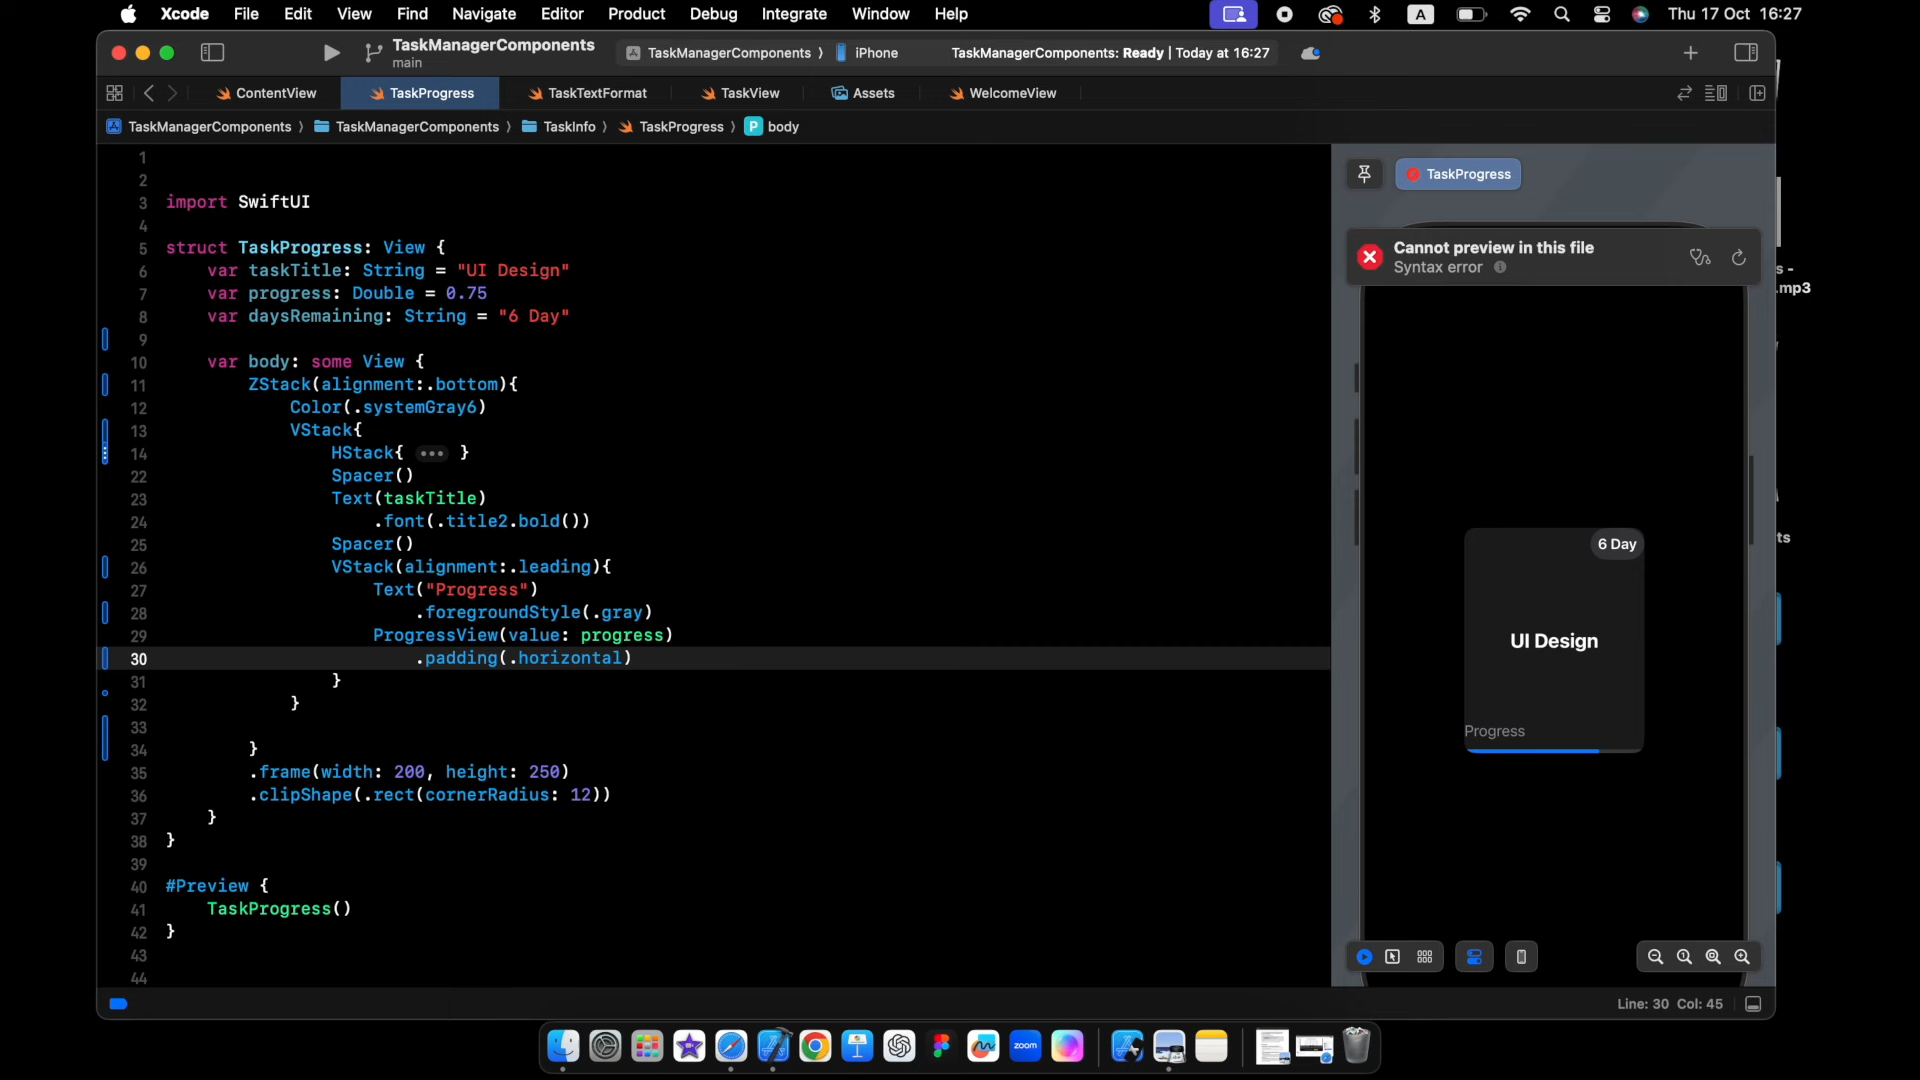 Xcode File Edit View Find Navigate Editor Product Debug Integrate Window Help A Thu 17 Oct 16:27
TaskManagerComponents
main
TaskManagerComponents 〉 iPhone TaskManagerComponents: Ready | Today at 16:27
ContentView TaskProgress TaskTextFormat TaskView Assets WelcomeView
TaskManagerComponents 〉 TaskManagerComponents 〉 TaskInfo 〉 TaskProgress 〉 P body
1
2
3 import SwiftUI
4
5 struct TaskProgress: View {
6 var taskTitle: String = "UI Design"
7 var progress: Double = 0.75
8 var daysRemaining: String = "6 Day"
9
10 var body: some View {
11 ZStack(alignment:.bottom){
12 Color(.systemGray6)
13 VStack{
14 HStack{ ••• }
22 Spacer()
23 Text(taskTitle)
24 .font(.title2.bold())
25 Spacer()
26 VStack(alignment:.leading){
27 Text("Progress")
28 .foregroundStyle(.gray)
29 ProgressView(value: progress)
30 .padding(.horizontal)
31 }
32 }
33
34 }
35 .frame(width: 200, height: 250)
36 .clipShape(.rect(cornerRadius: 12))
37 }
38 }
39
40 #Preview {
41 TaskProgress()
42 }
43
44
TaskProgress
Cannot preview in this file
Syntax error
6 Day
UI Design
Progress
s -
.mp3
ts
Line: 30 Col: 45
zoom